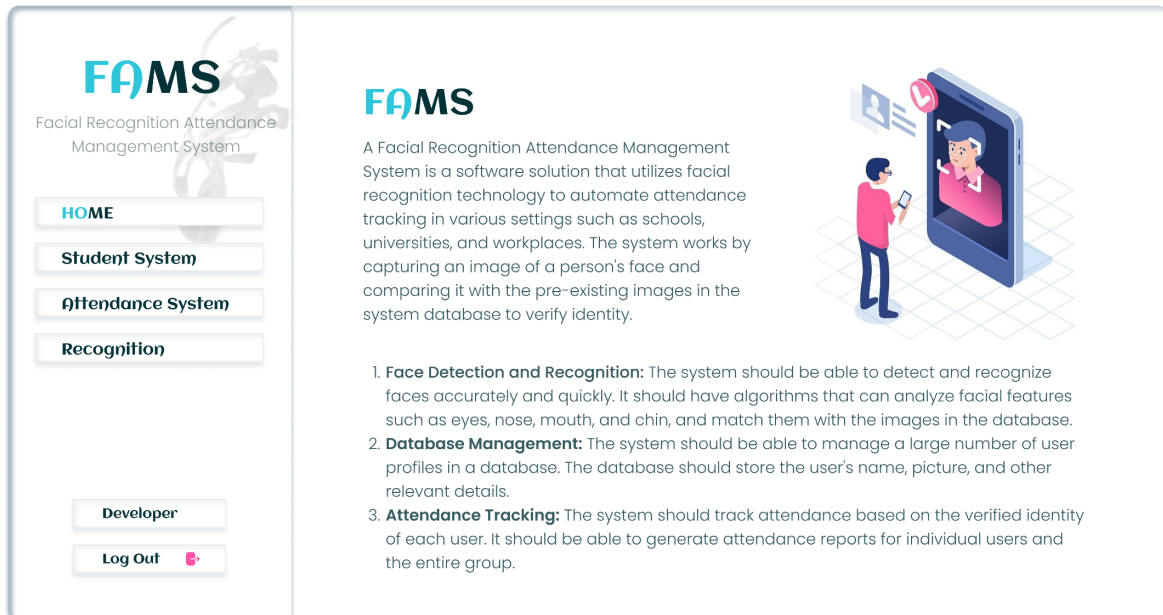 FAMS
Facial Recognition Attendance
Management System
HOME
Student System
Attendance System
Recognition
Developer
Log Out
FAMS
A Facial Recognition Attendance Management
System is a software solution that utilizes facial
recognition technology to automate attendance
tracking in various settings such as schools,
universities, and workplaces. The system works by
capturing an image of a person's face and
comparing it with the pre-existing images in the
system database to verify identity.
1. Face Detection and Recognition: The system should be able to detect and recognize
faces accurately and quickly. It should have algorithms that can analyze facial features
such as eyes, nose, mouth, and chin, and match them with the images in the database.
2. Database Management: The system should be able to manage a large number of user
profiles in a database. The database should store the user's name, picture, and other
relevant details.
3. Attendance Tracking: The system should track attendance based on the verified identity
of each user. It should be able to generate attendance reports for individual users and
the entire group.